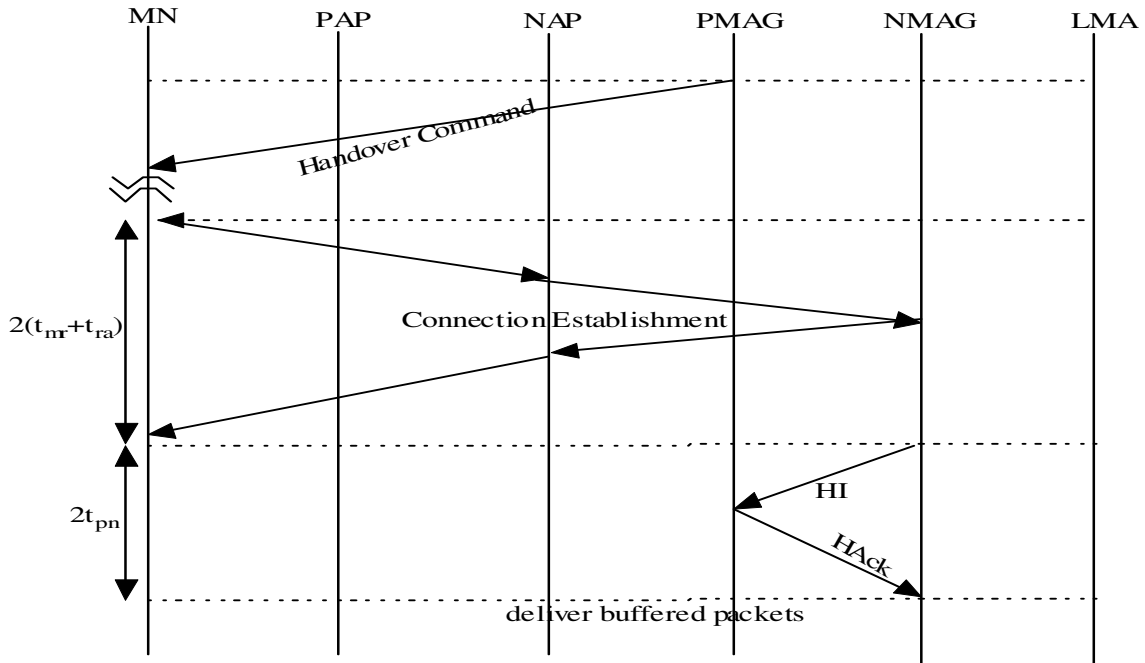 MN PAP NAP PMAG NMAG LMA
Handover Command
2(tmr+tra)
Connection Establishment
HI
2tpn
HAck
deliver buffered packets